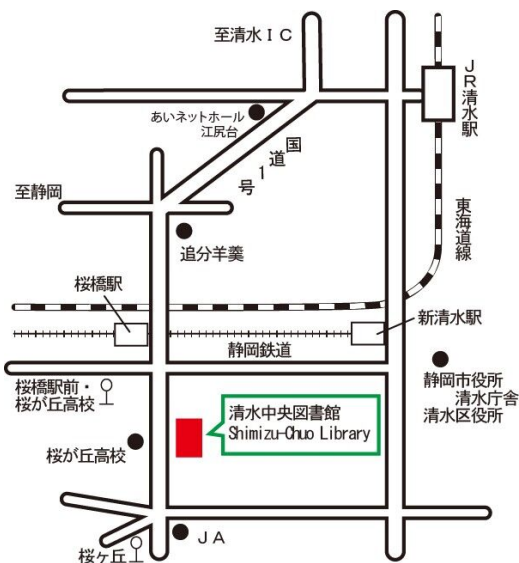 至清水ＩＣ
JR清水駅
あいネットホール
江尻台
国道1号
至静岡
追分羊羹
東海道線
桜橋駅
新清水駅
静岡鉄道
桜橋駅前・
桜が丘高校
静岡市役所
清水庁舎
清水区役所
清水中央図書館
Shimizu-Chuo Library
桜が丘高校
ＪＡ
桜ヶ丘